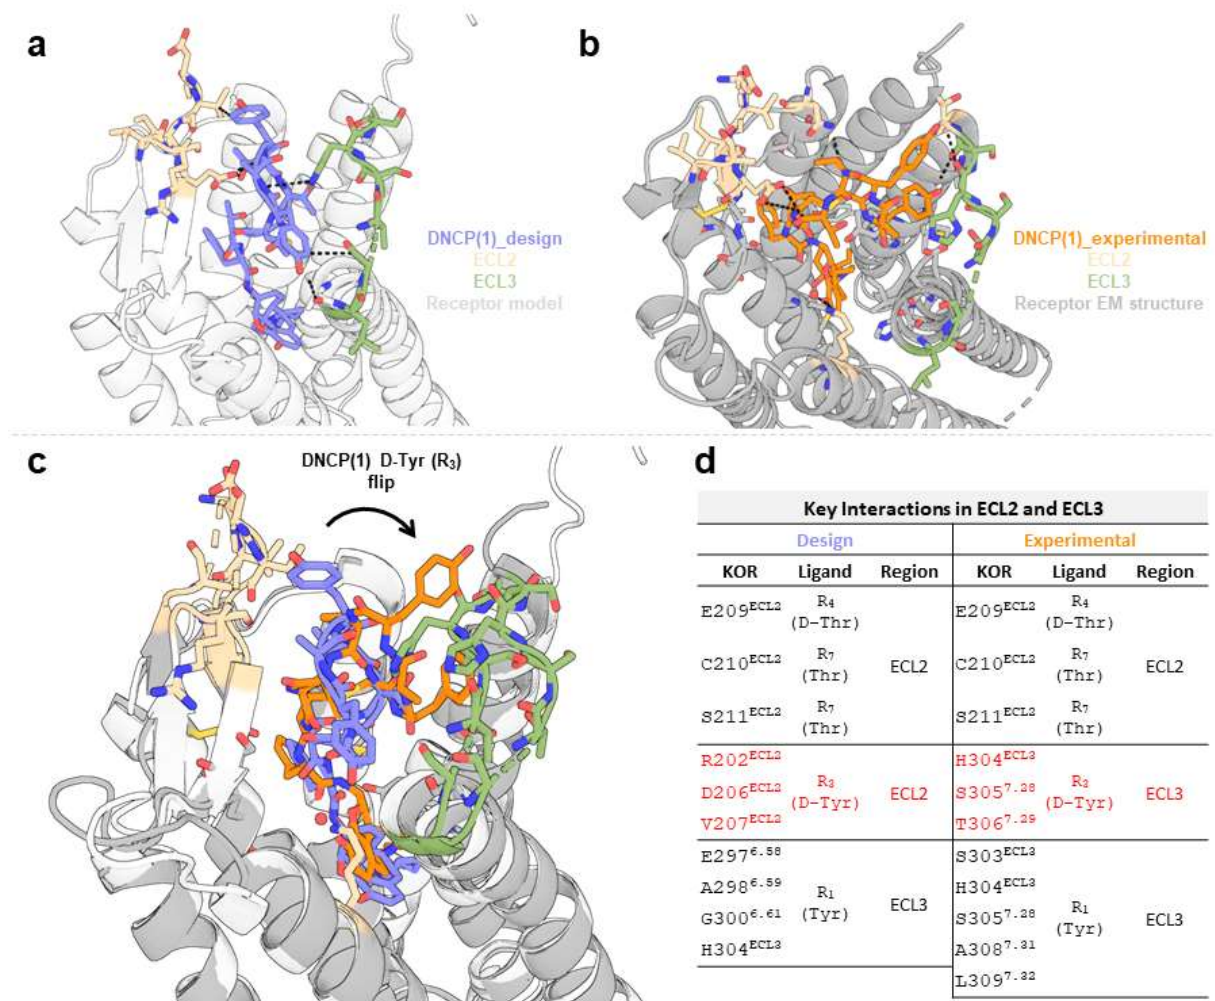 a
DNCP(1)_design
ECL2
ECL3
Receptor model
b
DNCP(1)_experimental
ECL2
ECL3
Receptor EM structure
c
DNCP(1) D-Tyr (R₃)
flip
d
Key Interactions in ECL2 and ECL3
Design Experimental
KOR Ligand Region KOR Ligand Region
E209ᴱᶜᴸ² R₄ (D-Thr) E209ᴱᶜᴸ² R₄ (D-Thr)
C210ᴱᶜᴸ² R₇ (Thr) ECL2 C210ᴱᶜᴸ² R₇ (Thr) ECL2
S211ᴱᶜᴸ² R₇ (Thr) S211ᴱᶜᴸ² R₇ (Thr)
R202ᴱᶜᴸ² H304ᴱᶜᴸ³
D206ᴱᶜᴸ² R₃ (D-Tyr) ECL2 S305⁷·²⁸ R₃ (D-Tyr) ECL3
V207ᴱᶜᴸ² T306⁷·²⁹
E297⁶·⁵⁸ S303ᴱᶜᴸ³
A298⁶·⁵⁹ H304ᴱᶜᴸ³
G300⁶·⁶¹ R₁ (Tyr) ECL3 S305⁷·²⁸ R₁ (Tyr) ECL3
H304ᴱᶜᴸ³ A308⁷·³¹
L309⁷·³²